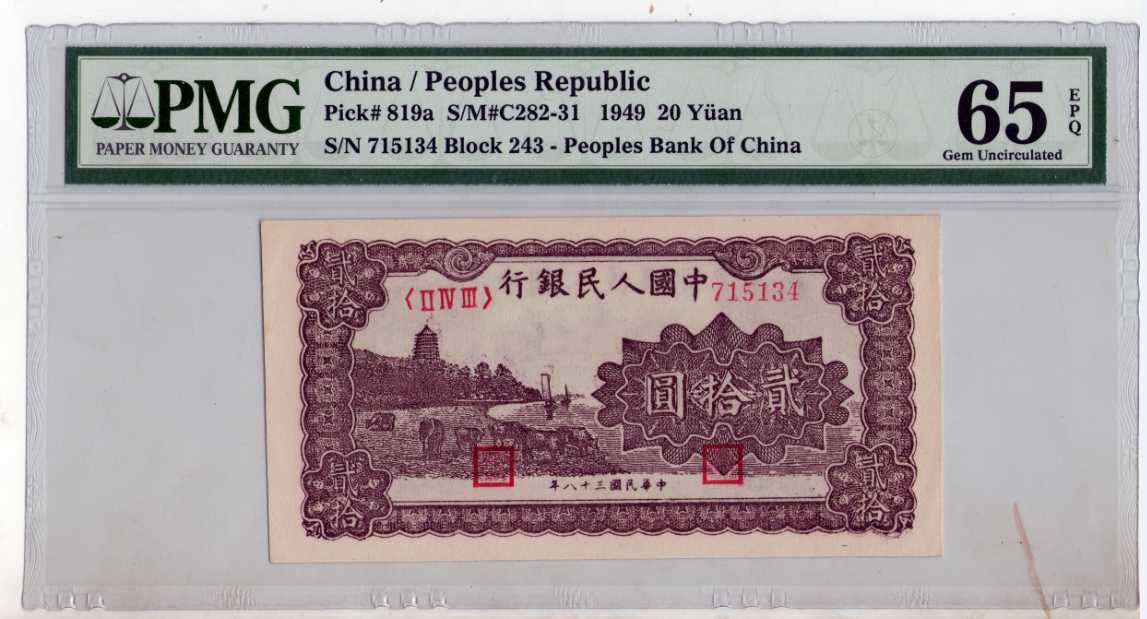 PMG
PAPER MONEY GUARANTY
China / Peoples Republic
Pick# 819a S/M#C282-31 1949 20 Yüan
S/N 715134 Block 243 - Peoples Bank Of China
65 EPQ
Gem Uncirculated
貳拾
貳拾
中國人民銀行
〈ⅡⅣⅢ〉
715134
貳拾圓
中華民國三十八年
貳拾
貳拾